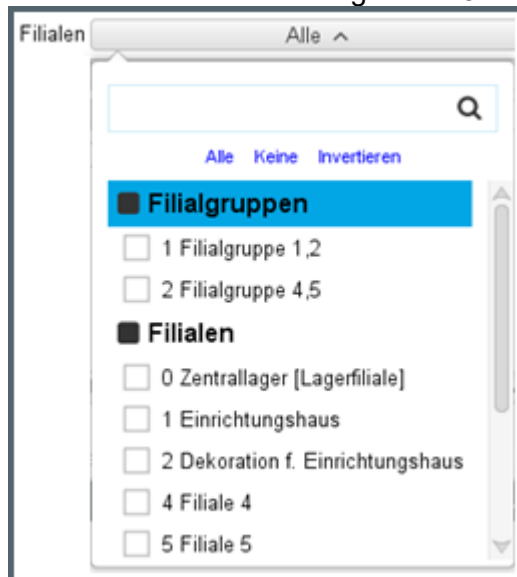 Filialen Alle
Alle Keine Invertieren
Filialgruppen
1 Filialgruppe 1,2
2 Filialgruppe 4,5
Filialen
0 Zentrallager [Lagerfiliale]
1 Einrichtungshaus
2 Dekoration f. Einrichtungshaus
4 Filiale 4
5 Filiale 5